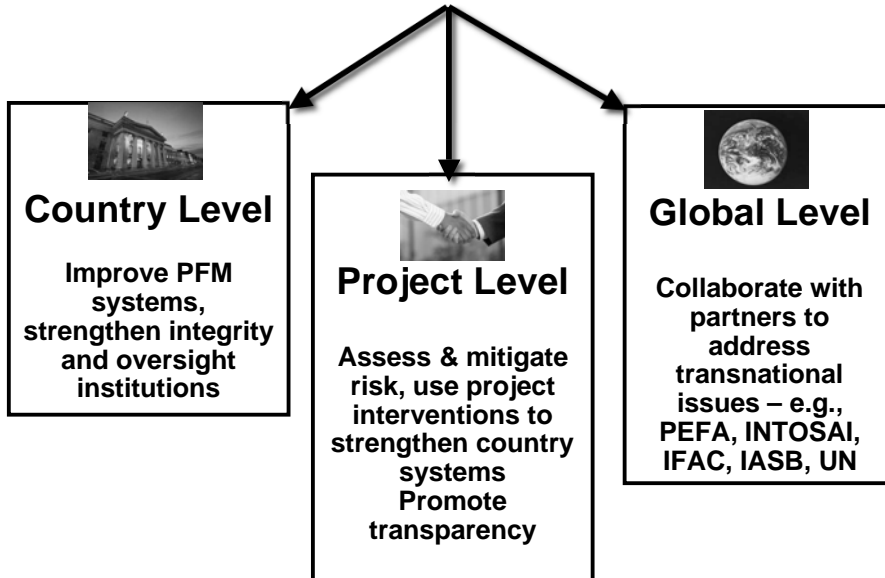 Country Level
Improve PFM
systems,
strengthen integrity
and oversight
institutions
Project Level
Assess & mitigate
risk, use project
interventions to
strengthen country
systems
Promote
transparency
Global Level
Collaborate with
partners to
address
transnational
issues – e.g.,
PEFA, INTOSAI,
IFAC, IASB, UN